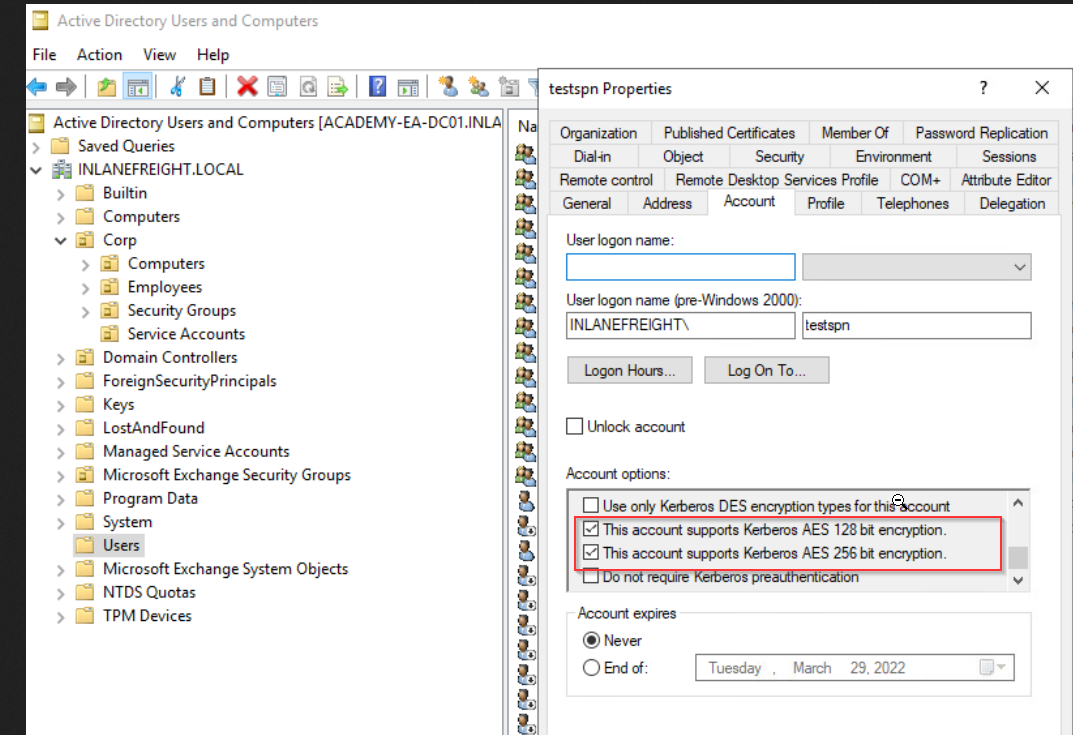 Active Directory Users and Computers
File Action View Help
Active Directory Users and Computers [ACADEMY-EA-DC01.INLA
Saved Queries
INLANEFREIGHT.LOCAL
Builtin
Computers
Corp
Computers
Employees
Security Groups
Service Accounts
Domain Controllers
ForeignSecurityPrincipals
Keys
LostAndFound
Managed Service Accounts
Microsoft Exchange Security Groups
Program Data
System
Users
Microsoft Exchange System Objects
NTDS Quotas
TPM Devices
Na
testspn Properties
? 
Organization Published Certificates Member Of Password Replication
Dial-in Object Security Environment Sessions
Remote control Remote Desktop Services Profile COM+ Attribute Editor
General Address Account Profile Telephones Delegation
User logon name:
User logon name (pre-Windows 2000):
INLANEFREIGHT\ testspn
Logon Hours... Log On To...
Unlock account
Account options:
Use only Kerberos DES encryption types for this account
This account supports Kerberos AES 128 bit encryption.
This account supports Kerberos AES 256 bit encryption.
Do not require Kerberos preauthentication
Account expires
Never
End of: Tuesday , March 29, 2022